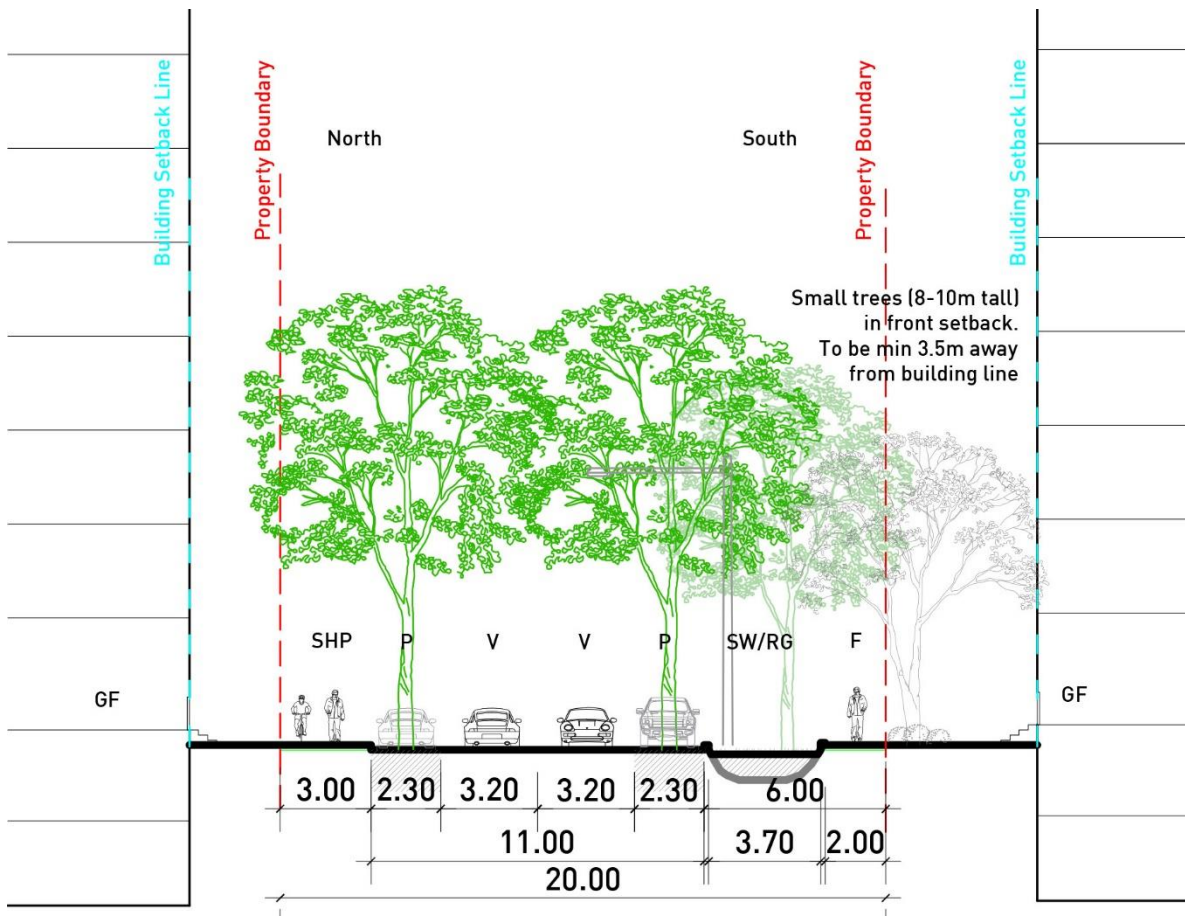 Building Setback Line
Property Boundary
North
South
Property Boundary
Building Setback Line
Small trees (8-10m tall)
in front setback.
To be min 3.5m away
from building line
SHP
P
V
V
P
SW/RG
F
GF
GF
3.00
2.30
3.20
3.20
2.30
6.00
11.00
3.70
2.00
20.00